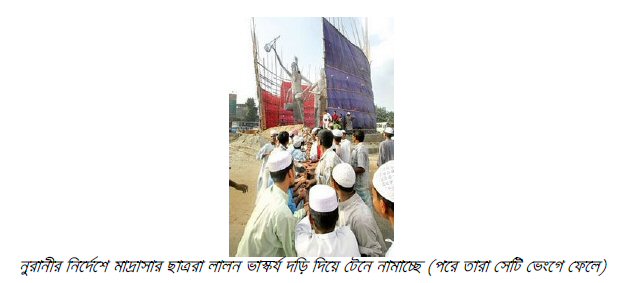 নুরানীর নির্দেশে মাদ্রাসার ছাত্ররা লালন ভাস্কর্য দড়ি দিয়ে টেনে নামাচ্ছে (পরে তারা সেটি ভেংগে ফেলে)